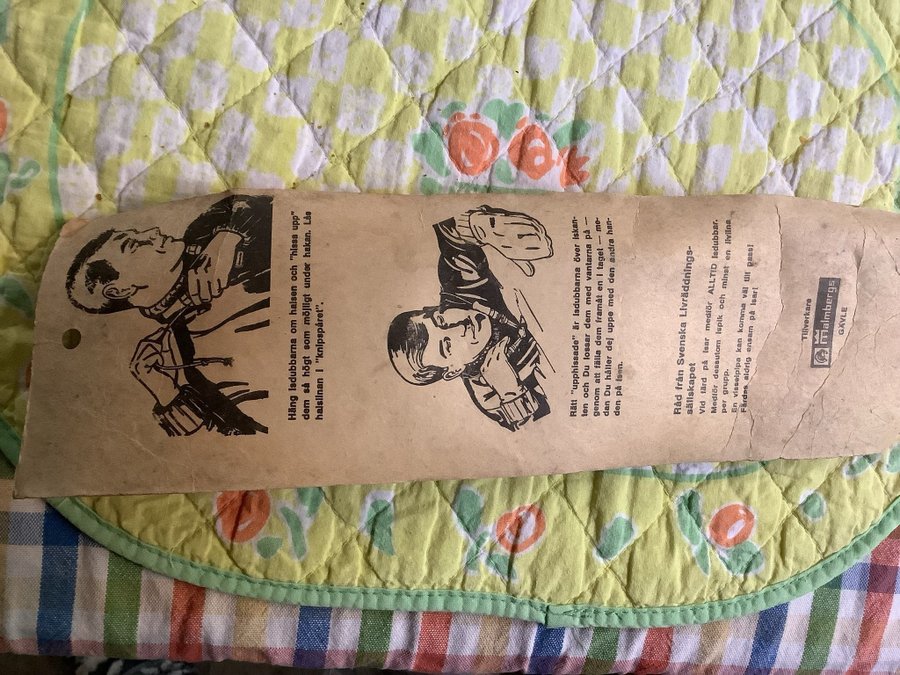 Häng isdubbarna om halsen och "hissa upp"
dem så högt som möjligt under hakan. Lås
halslinan i "knipspåret".
Rätt "upphissade" är isdubbarna över iskan-
ten och Du lossar dem med vantarna på —
genom att fälla dem framåt en i taget — me-
dan Du håller dej uppe med den andra han-
den på isen.
Råd från Svenska Livräddnings-
sällskapet
Vid färd på isar medför ALLTID isdubbar.
Medför dessutom ispik och minst en livlina
per grupp.
En visselpipa kan komma väl till pass!
Färdas aldrig ensam på isar!
Tillverkare
Malmbergs
GÄVLE